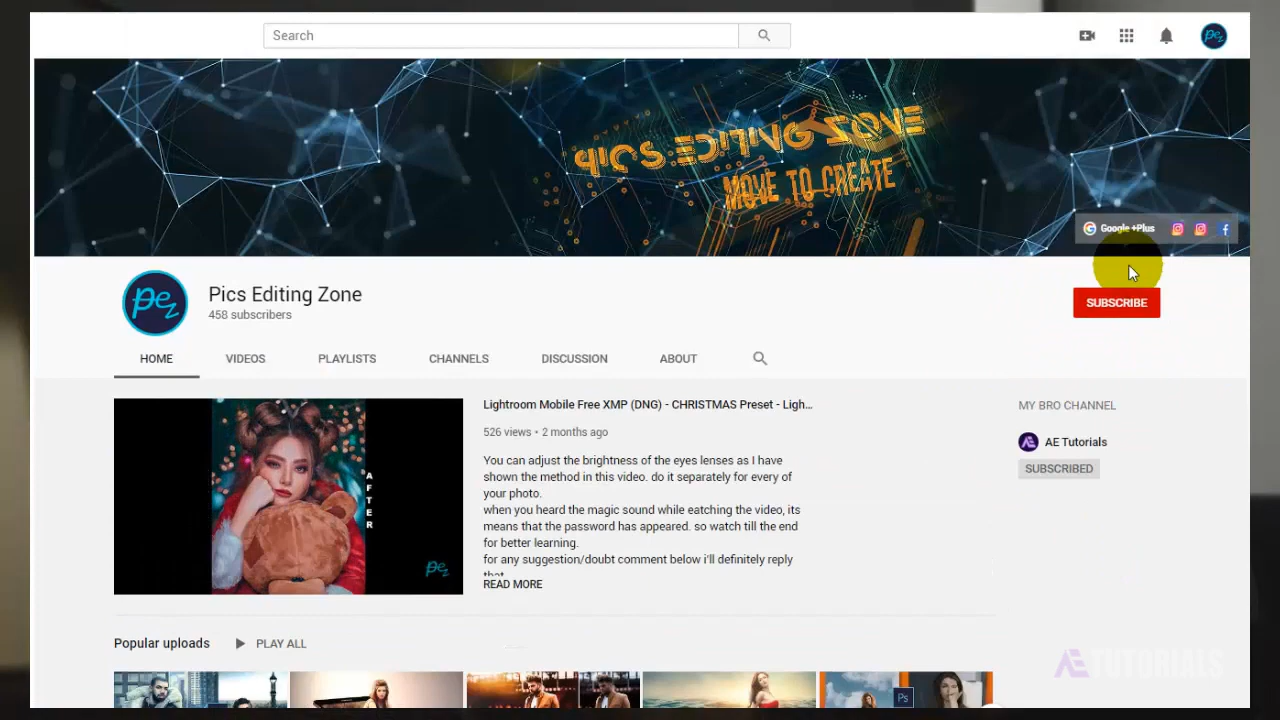 Search
PICS EDITING ZONE
MOVE TO CREATE
Google +Plus
pez
Pics Editing Zone
458 subscribers
SUBSCRIBE
HOME VIDEOS PLAYLISTS CHANNELS DISCUSSION ABOUT
Lightroom Mobile Free XMP (DNG) - CHRISTMAS Preset - Ligh...
526 views • 2 months ago
You can adjust the brightness of the eyes lenses as I have
shown the method in this video. do it separately for every of
your photo.
when you heard the magic sound while eatching the video, its
means that the password has appeared. so watch till the end
for better learning.
for any suggestion/doubt comment below i'll definitely reply
that
READ MORE
AFTER
pez
MY BRO CHANNEL
AE Tutorials
SUBSCRIBED
Popular uploads PLAY ALL
Ps
AE TUTORIALS